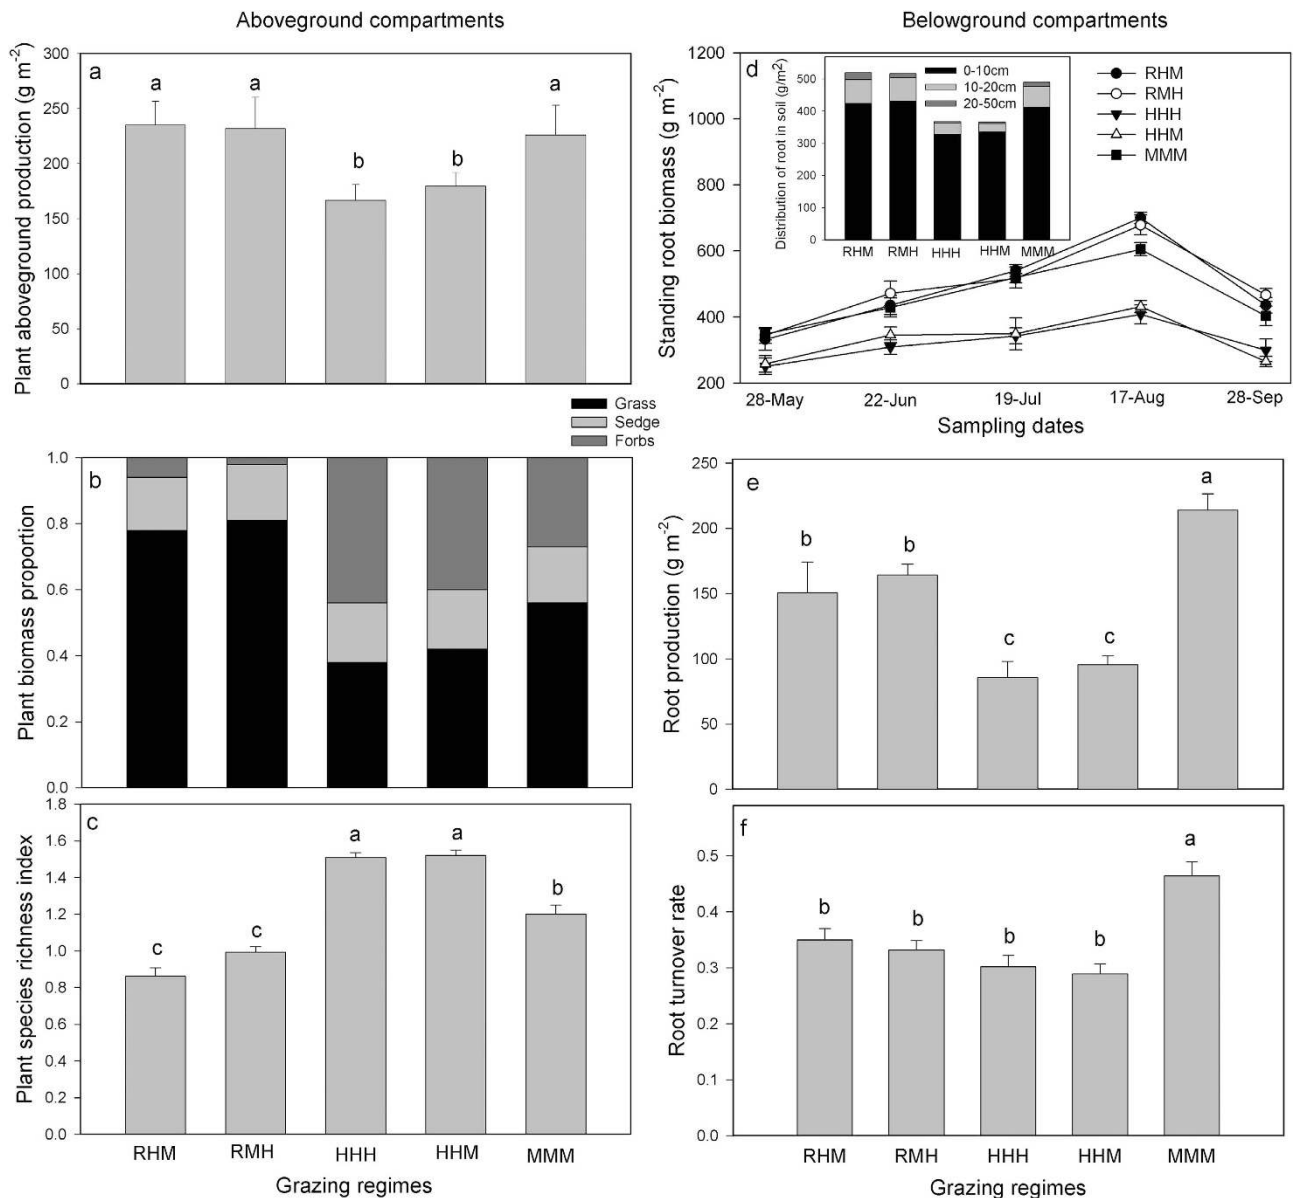 Aboveground compartments
Belowground compartments
a
Plant aboveground production (g m⁻²)
300
250
200
150
100
50
0
a
a
b
b
a
d
Standing root biomass (g m⁻²)
1200
1000
800
600
400
200
Distribution of root in soil (g/m²)
500
400
300
200
100
0
0-10cm
10-20cm
20-50cm
RHM
RMH
HHH
HHM
MMM
RHM
RMH
HHH
HHM
MMM
28-May
22-Jun
19-Jul
17-Aug
28-Sep
Sampling dates
Grass
Sedge
Forbs
b
Plant biomass proportion
1.0
0.8
0.6
0.4
0.2
0.0
e
Root production (g m⁻²)
250
200
150
100
50
0
b
b
c
c
a
c
Plant species richness index
1.8
1.6
1.4
1.2
1.0
0.8
0.6
0.4
0.2
0.0
c
c
a
a
b
RHM
RMH
HHH
HHM
MMM
Grazing regimes
f
Root turnover rate
0.5
0.4
0.3
0.2
0.1
0.0
b
b
b
b
a
RHM
RMH
HHH
HHM
MMM
Grazing regimes